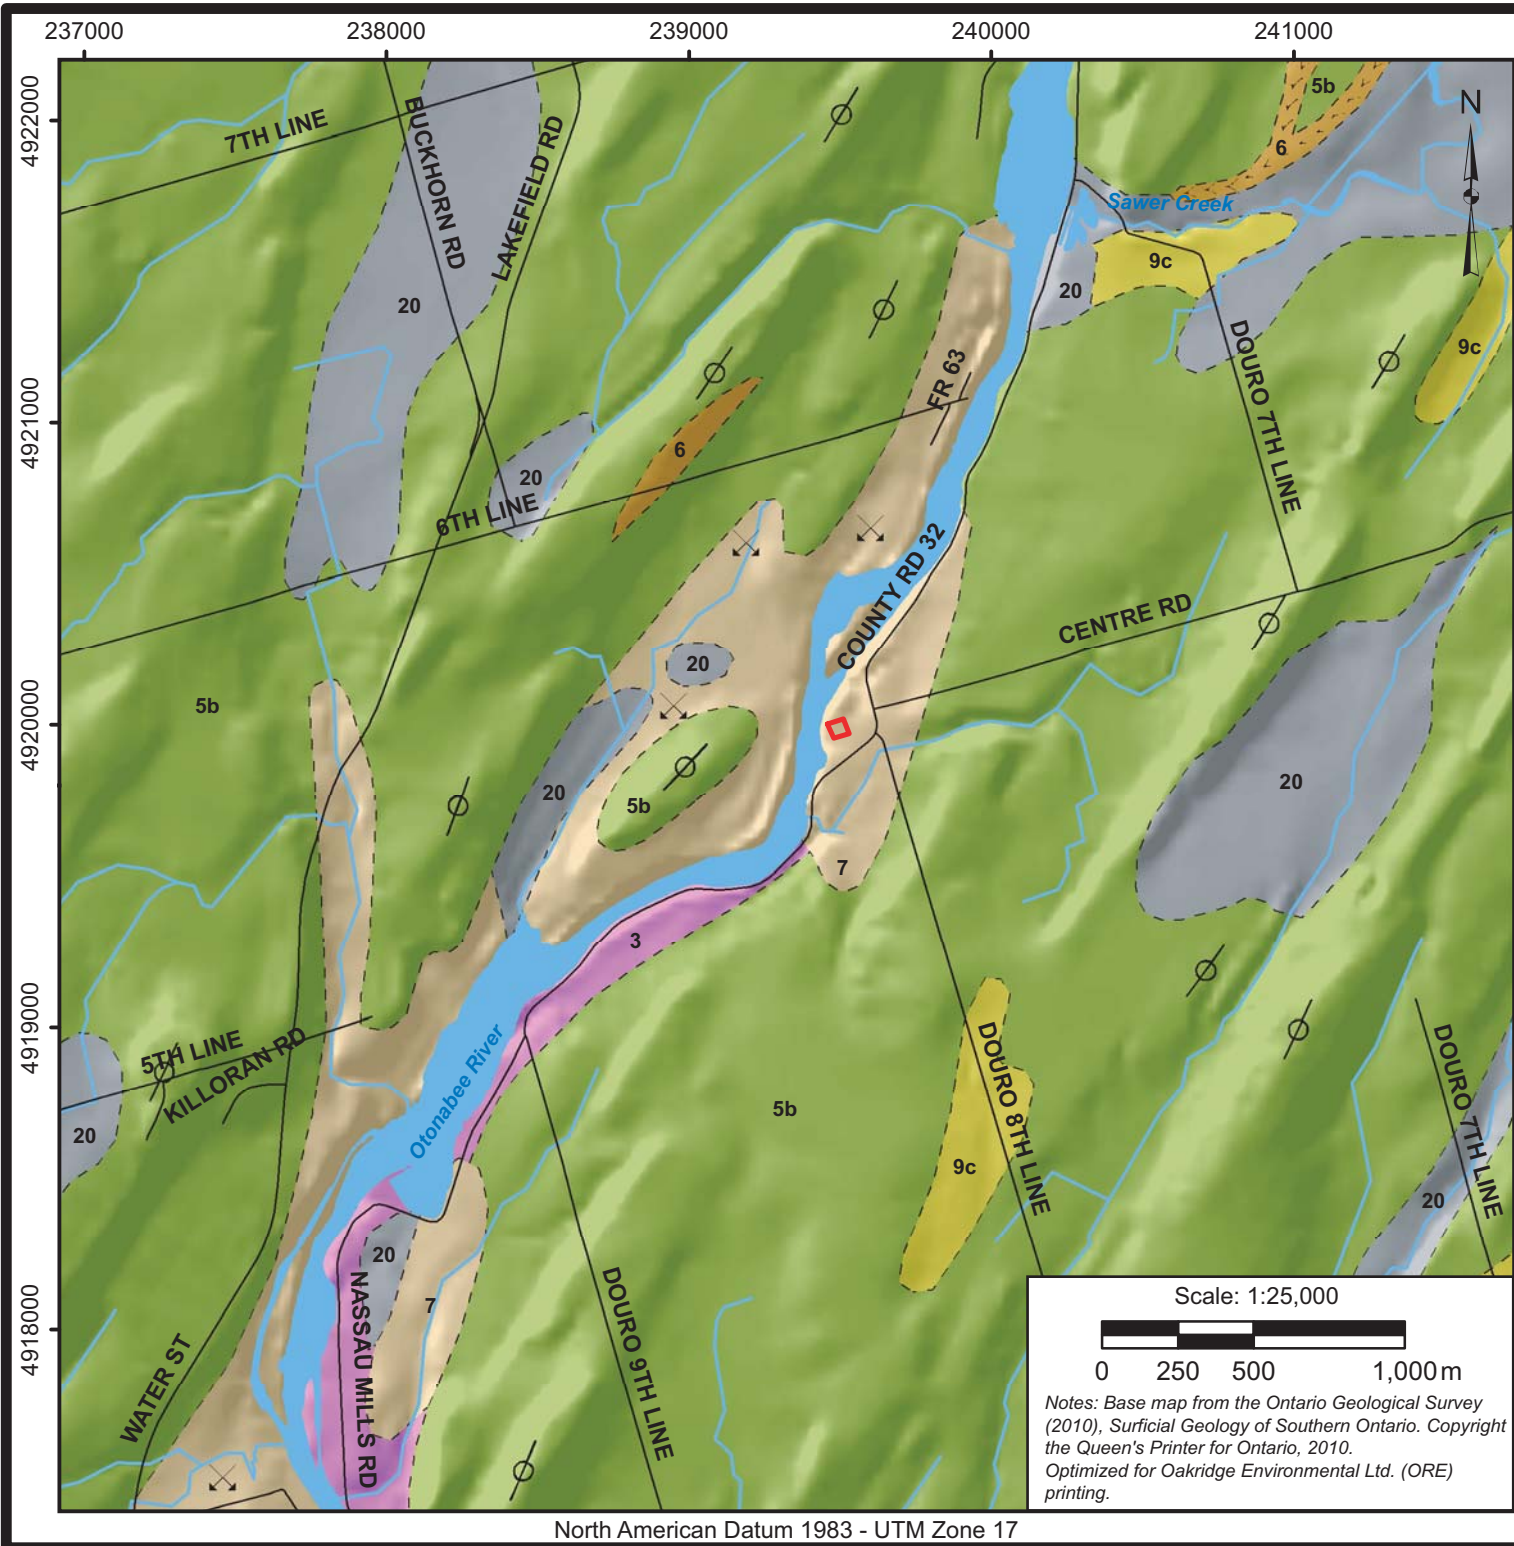 237000
238000
239000
240000
241000
4922000
4921000
4920000
4919000
4918000
N
7TH LINE
BUCKHORN RD
LAKEFIELD RD
5b
6
Sawer Creek
9c
20
20
9c
FR 63
DOURO 7TH LINE
6
20
6TH LINE
COUNTY RD 32
CENTRE RD
20
5b
20
20
5b
7
3
5TH LINE
KILLORAN RD
Otonabee River
20
5b
9c
DOURO 8TH LINE
DOURO 7TH LINE
20
20
7
NASSAU MILLS RD
DOURO 9TH LINE
WATER ST
Scale: 1:25,000
0 250 500 1,000 m
Notes: Base map from the Ontario Geological Survey
(2010), Surficial Geology of Southern Ontario. Copyright
the Queen's Printer for Ontario, 2010.
Optimized for Oakridge Environmental Ltd. (ORE)
printing.
North American Datum 1983 - UTM Zone 17